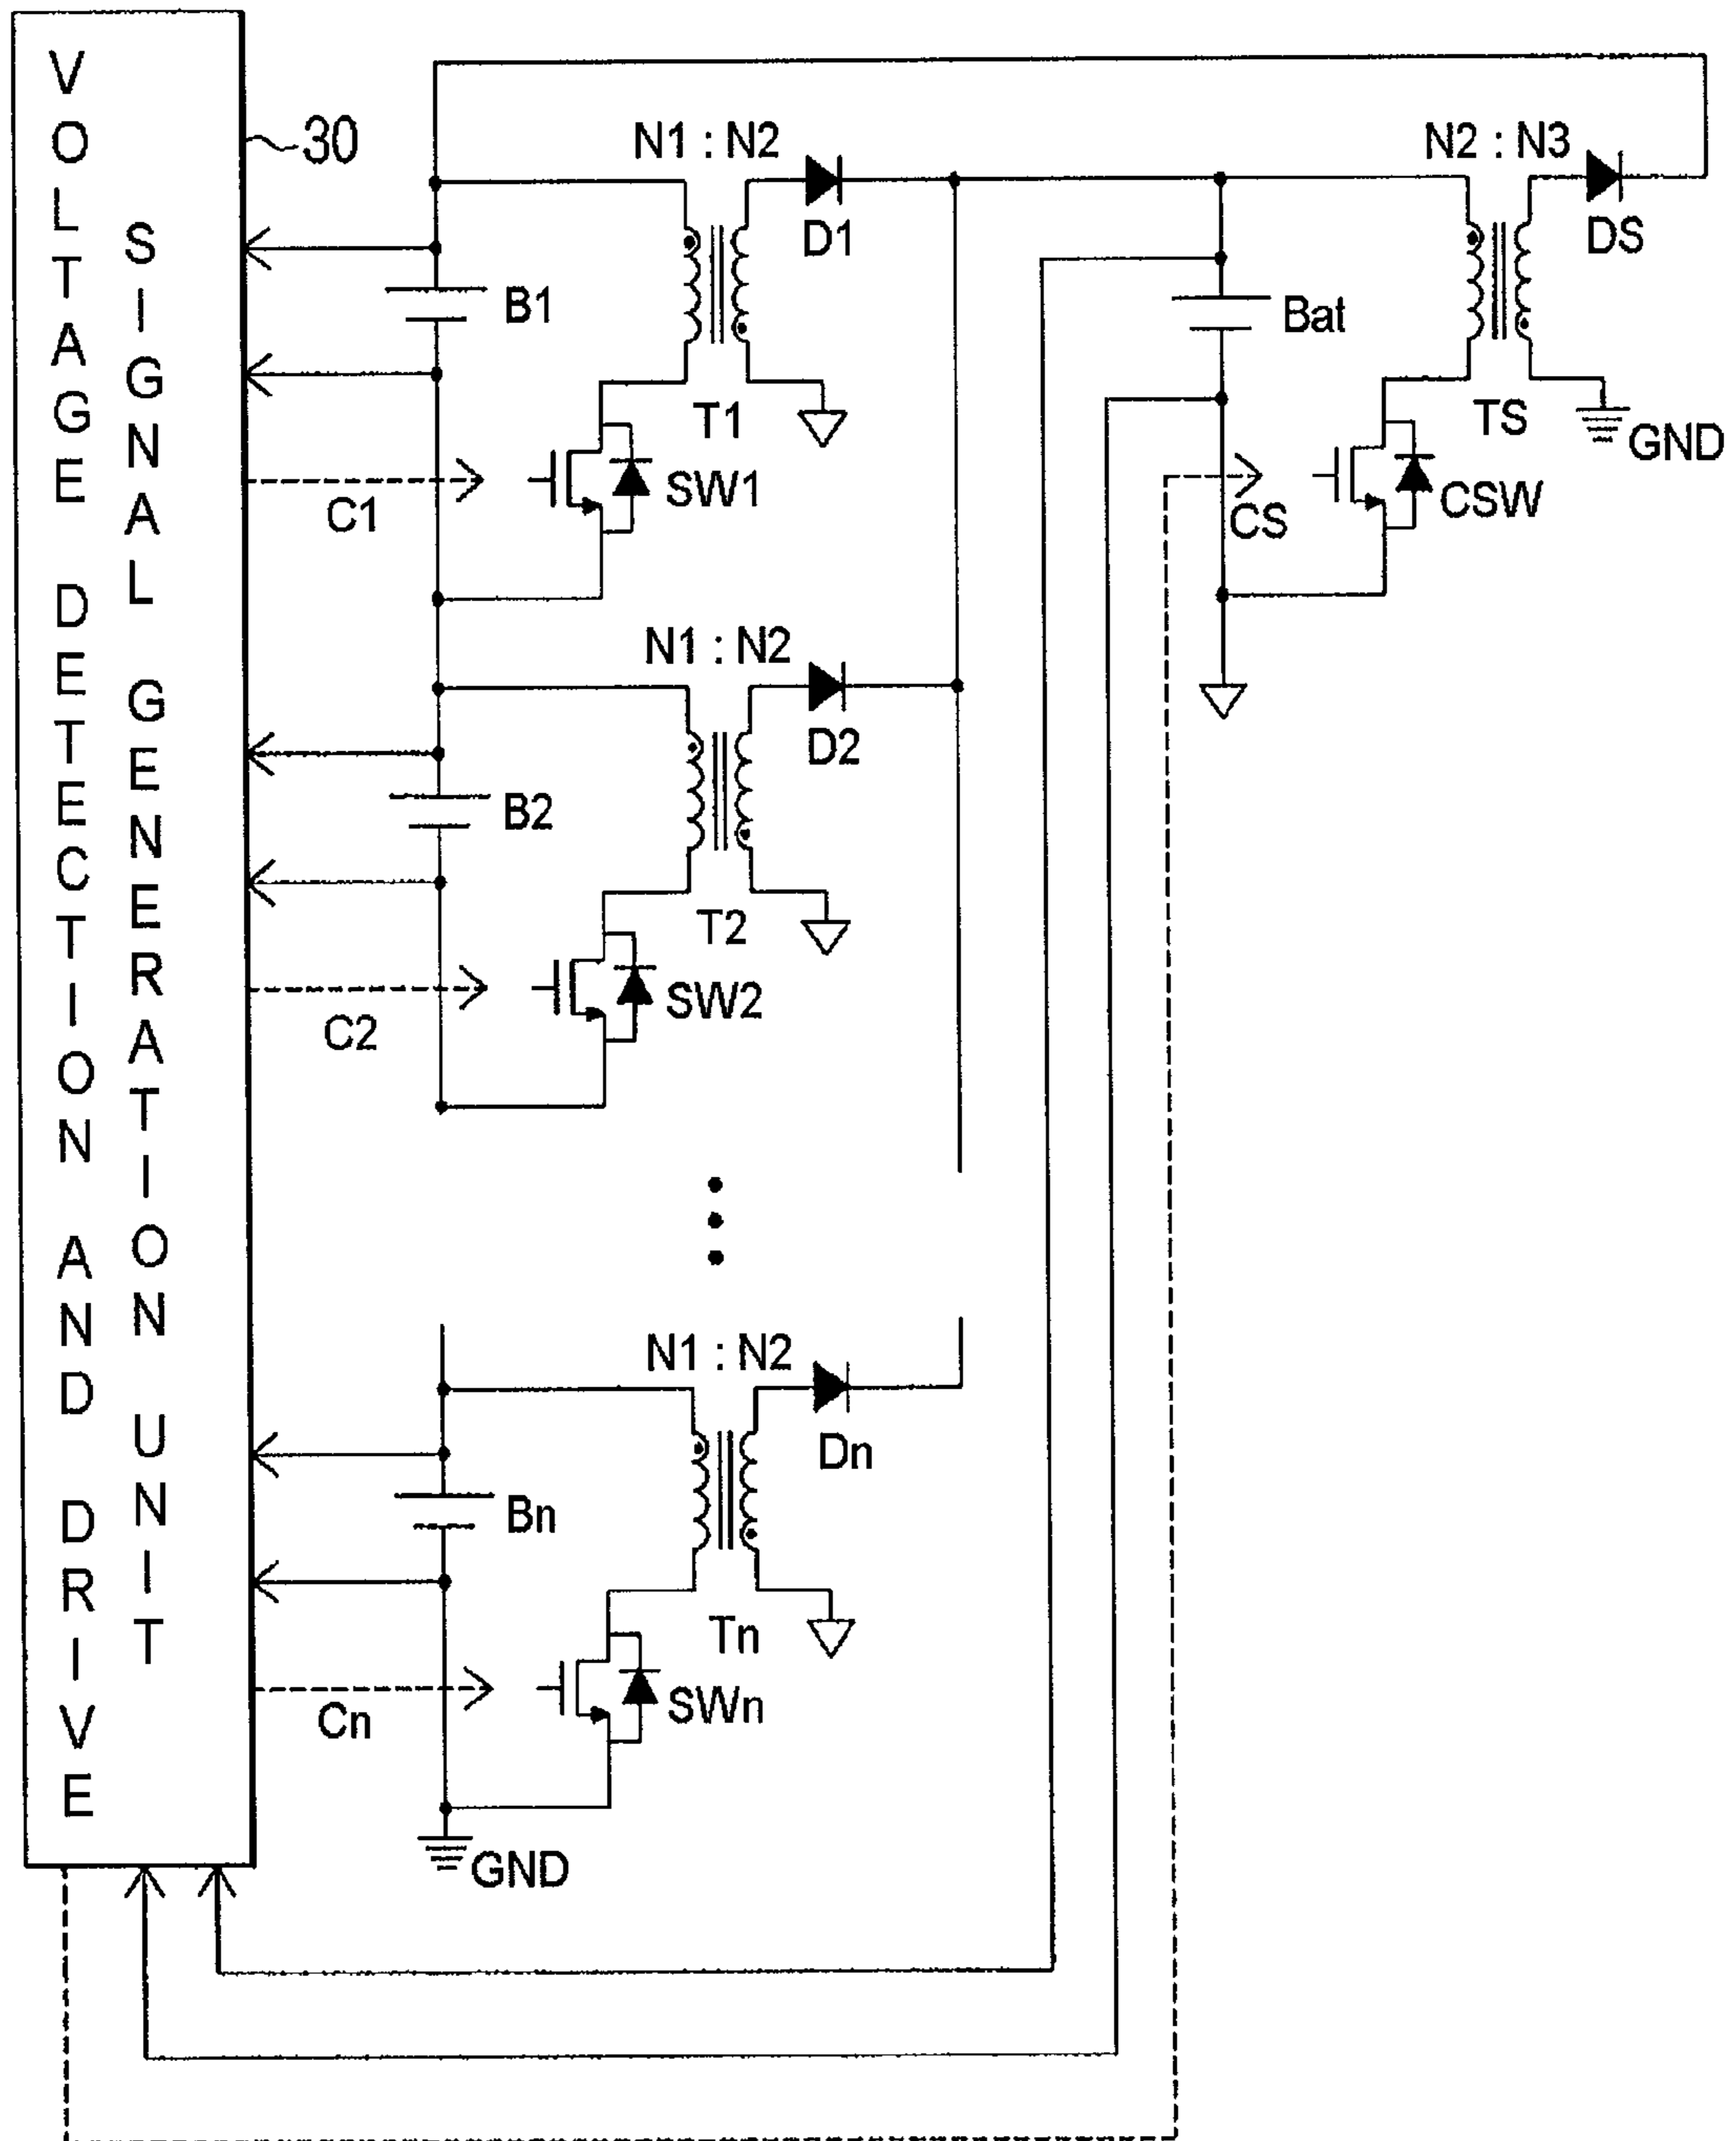 VOLTAGE DETECTION AND DRIVE
SIGNAL GENERATION UNIT
30
N1 : N2
D1
N2 : N3
DS
B1
Bat
T1
TS
GND
C1
SW1
CS
CSW
N1 : N2
D2
B2
T2
C2
SW2
N1 : N2
Dn
Bn
Tn
Cn
SWn
GND